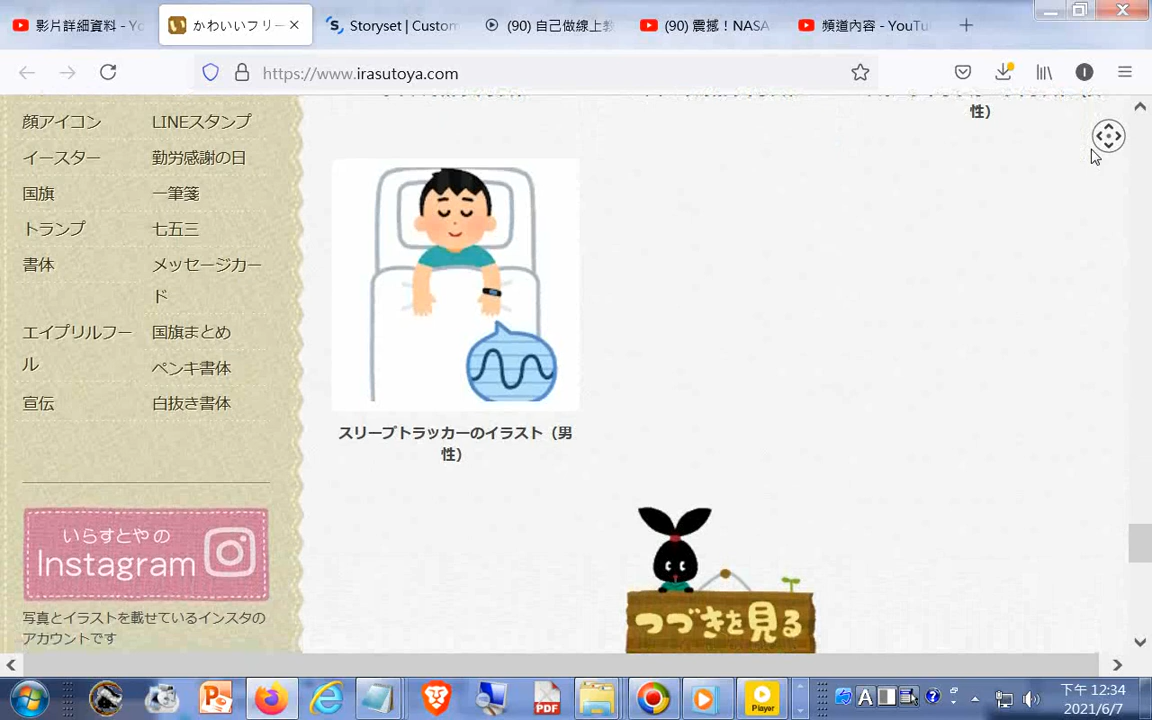 影片詳細資料 - Yo
かわいいフリー
Storyset | Custom
(90) 自己做線上教
(90) 震撼！NASA
頻道內容 - YouTu
https://www.irasutoya.com
性）
顔アイコン LINEスタンプ
イースター 勤労感謝の日
国旗 一筆箋
トランプ 七五三
書体 メッセージカー
ド
エイプリルフー 国旗まとめ
ル ペンキ書体
宣伝 白抜き書体
スリープトラッカーのイラスト（男
性）
いらすとやの
Instagram
写真とイラストを載せているインスタの
アカウントです
つづきを見る
PDF
Player
A
下午 12:34
2021/6/7